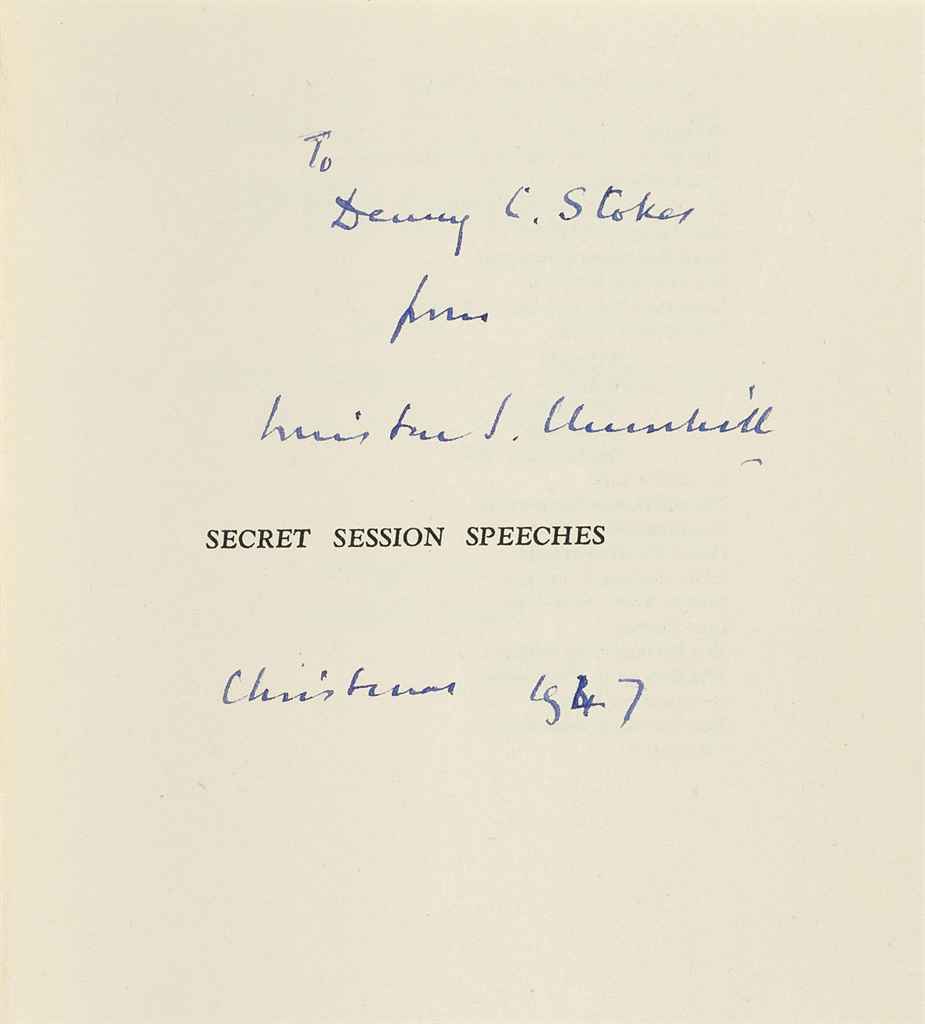 To
Denny C. Stokes
from
Winston S. Churchill
SECRET SESSION SPEECHES
Christmas 1947